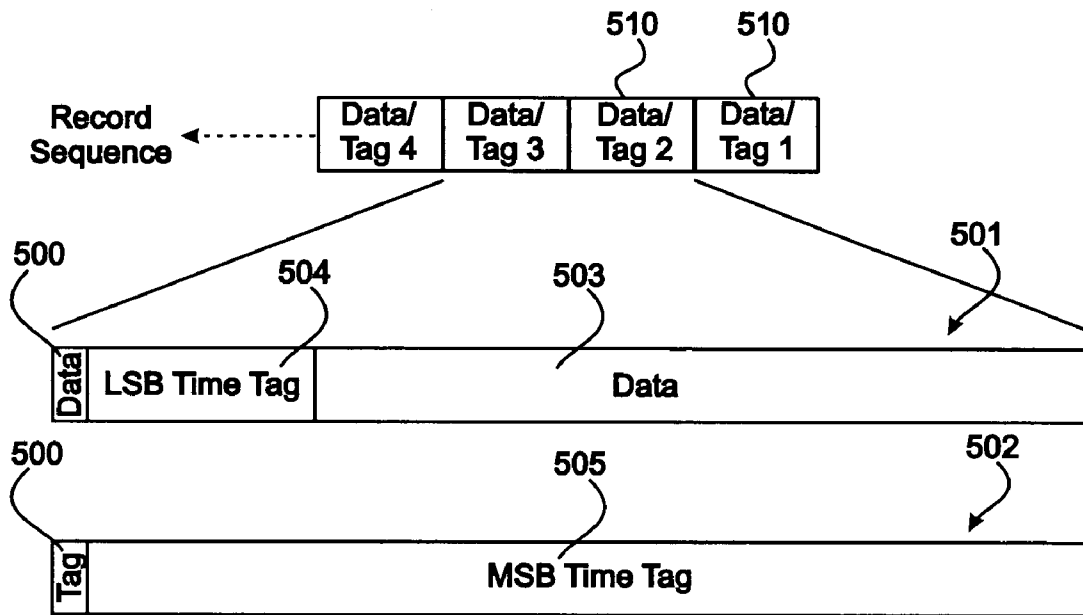 510 510
Record Sequence
Data/ Tag 4 Data/ Tag 3 Data/ Tag 2 Data/ Tag 1
500 504 503 501
Data LSB Time Tag Data
500 505 502
Tag MSB Time Tag